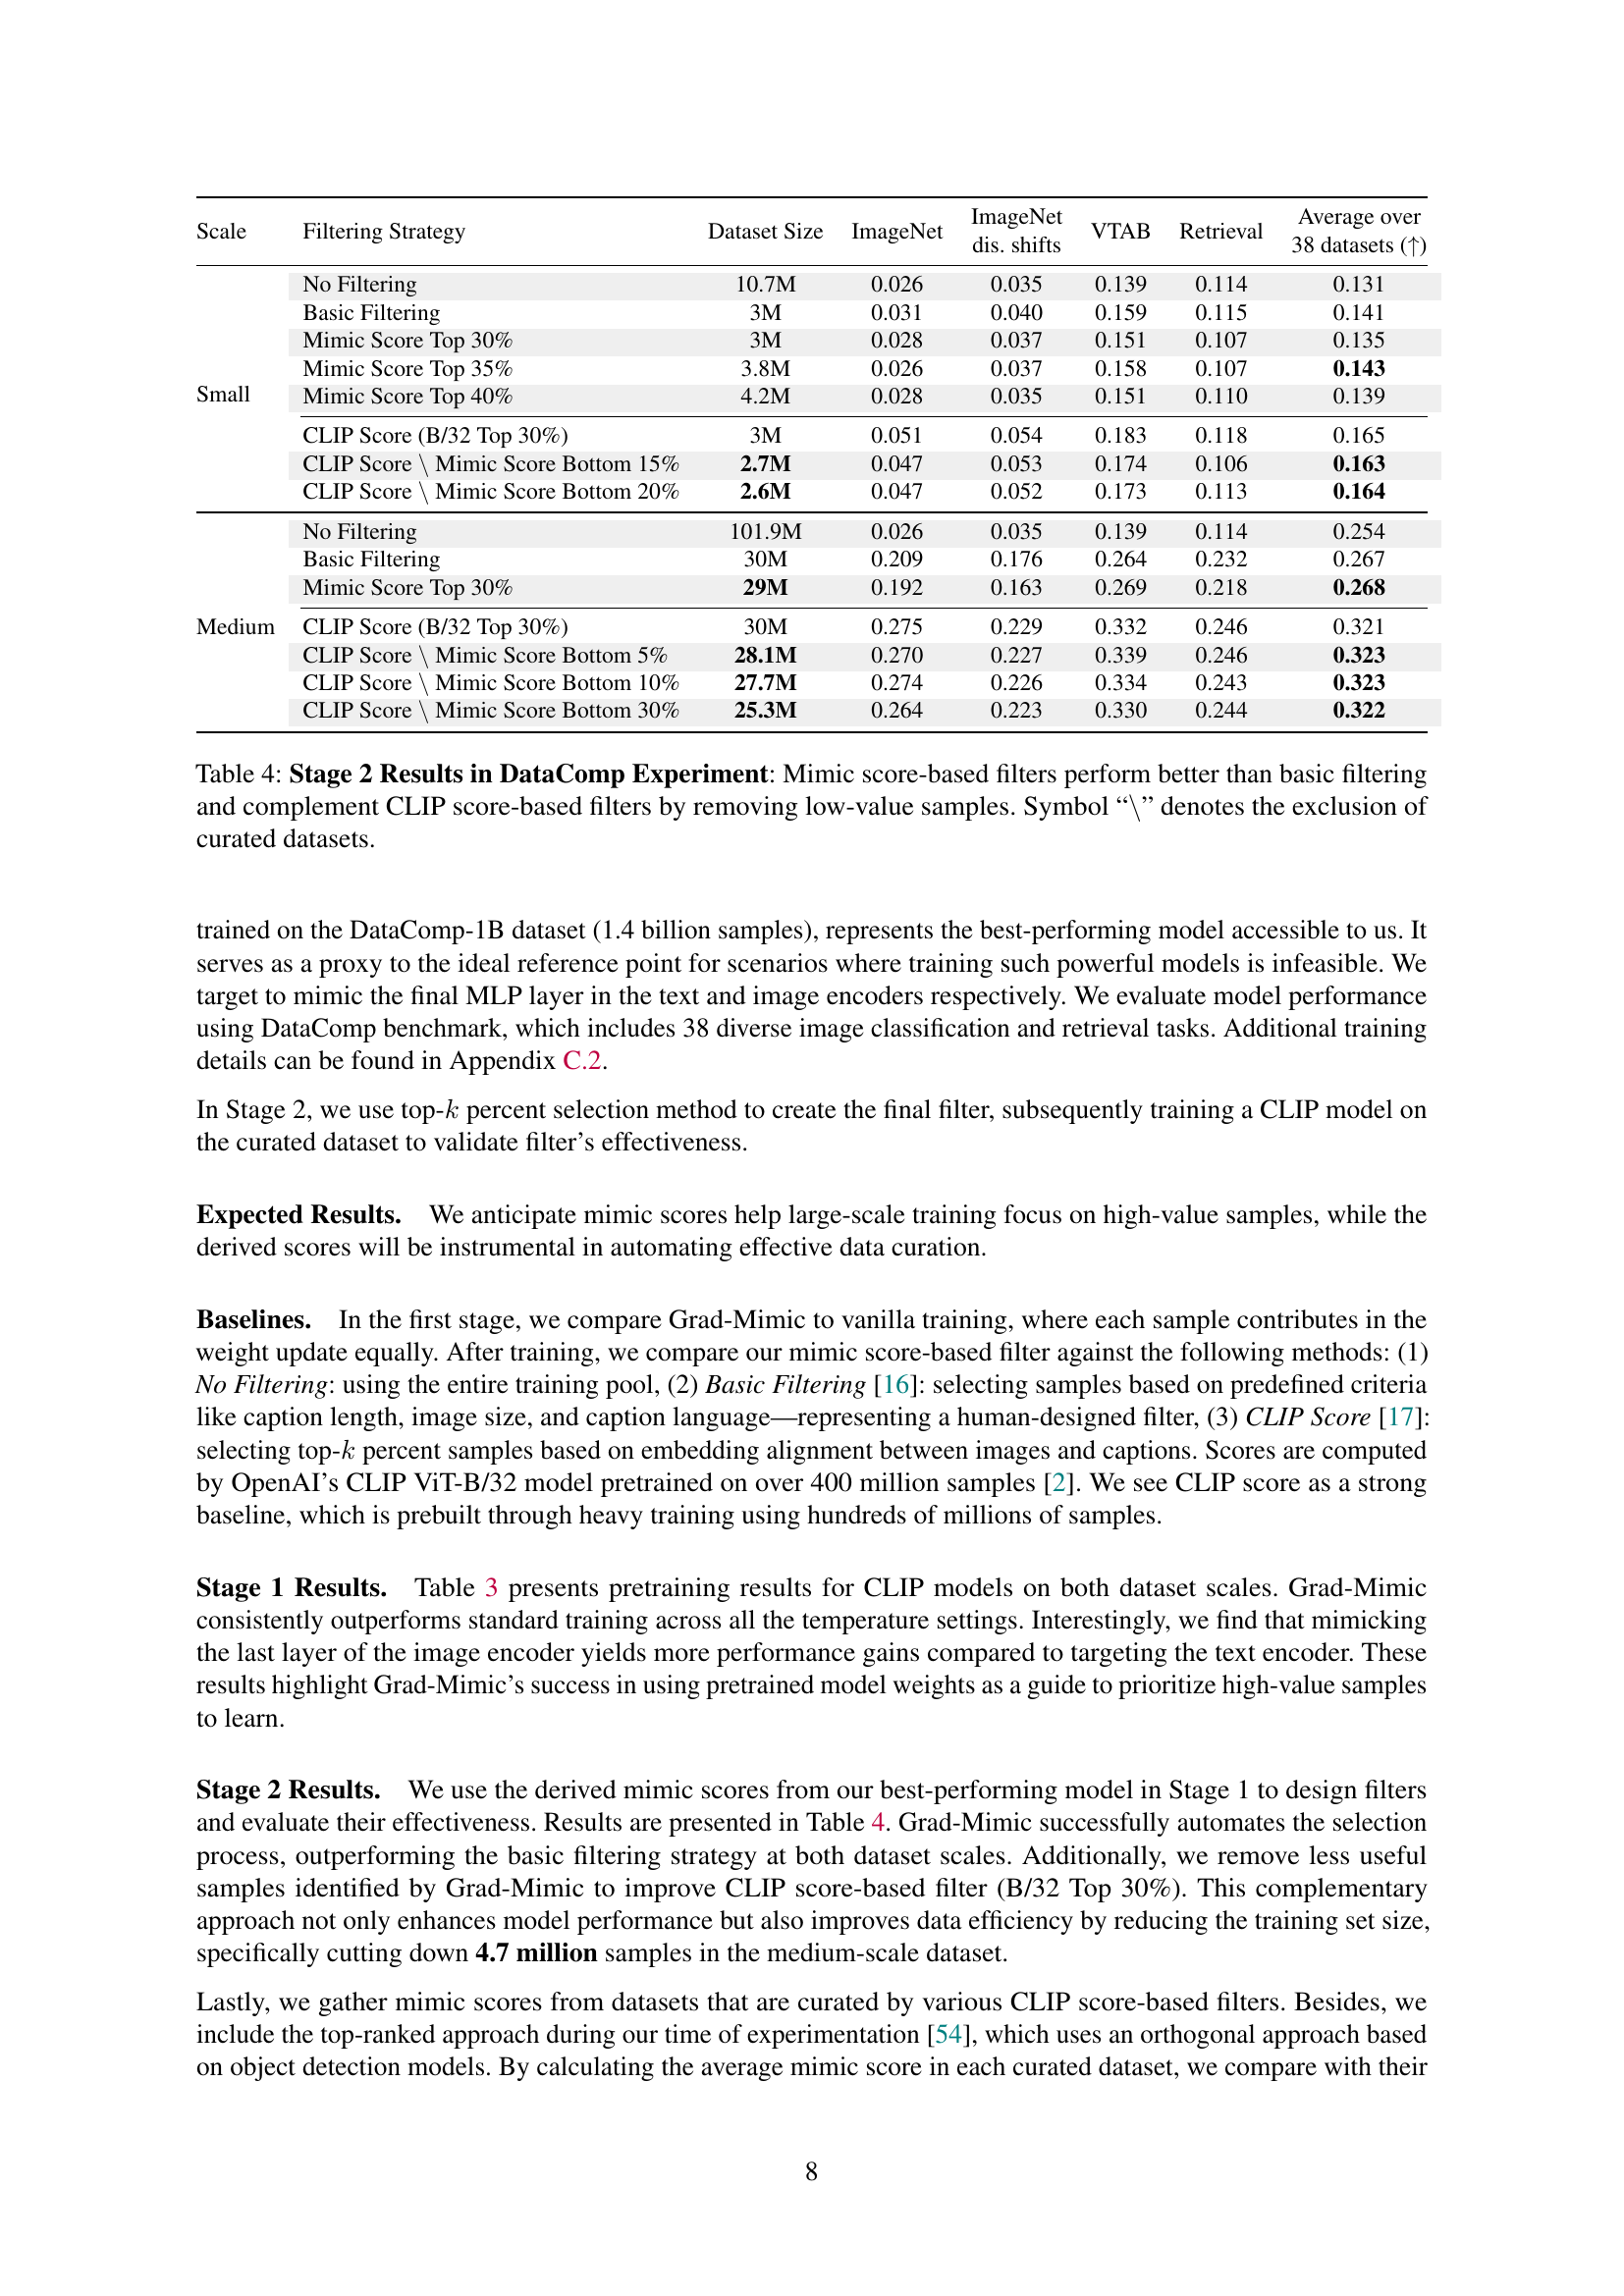 Scale Filtering Strategy Dataset Size ImageNet ImageNet dis. shifts VTAB Retrieval Average over 38 datasets (↑)
Small
No Filtering 10.7M 0.026 0.035 0.139 0.114 0.131
Basic Filtering 3M 0.031 0.040 0.159 0.115 0.141
Mimic Score Top 30% 3M 0.028 0.037 0.151 0.107 0.135
Mimic Score Top 35% 3.8M 0.026 0.037 0.158 0.107 0.143
Mimic Score Top 40% 4.2M 0.028 0.035 0.151 0.110 0.139
CLIP Score (B/32 Top 30%) 3M 0.051 0.054 0.183 0.118 0.165
CLIP Score \ Mimic Score Bottom 15% 2.7M 0.047 0.053 0.174 0.106 0.163
CLIP Score \ Mimic Score Bottom 20% 2.6M 0.047 0.052 0.173 0.113 0.164
Medium
No Filtering 101.9M 0.026 0.035 0.139 0.114 0.254
Basic Filtering 30M 0.209 0.176 0.264 0.232 0.267
Mimic Score Top 30% 29M 0.192 0.163 0.269 0.218 0.268
CLIP Score (B/32 Top 30%) 30M 0.275 0.229 0.332 0.246 0.321
CLIP Score \ Mimic Score Bottom 5% 28.1M 0.270 0.227 0.339 0.246 0.323
CLIP Score \ Mimic Score Bottom 10% 27.7M 0.274 0.226 0.334 0.243 0.323
CLIP Score \ Mimic Score Bottom 30% 25.3M 0.264 0.223 0.330 0.244 0.322
Table 4: Stage 2 Results in DataComp Experiment: Mimic score-based filters perform better than basic filtering
and complement CLIP score-based filters by removing low-value samples. Symbol “\” denotes the exclusion of
curated datasets.
trained on the DataComp-1B dataset (1.4 billion samples), represents the best-performing model accessible to us. It
serves as a proxy to the ideal reference point for scenarios where training such powerful models is infeasible. We
target to mimic the final MLP layer in the text and image encoders respectively. We evaluate model performance
using DataComp benchmark, which includes 38 diverse image classification and retrieval tasks. Additional training
details can be found in Appendix C.2.
In Stage 2, we use top-k percent selection method to create the final filter, subsequently training a CLIP model on
the curated dataset to validate filter’s effectiveness.
Expected Results. We anticipate mimic scores help large-scale training focus on high-value samples, while the
derived scores will be instrumental in automating effective data curation.
Baselines. In the first stage, we compare Grad-Mimic to vanilla training, where each sample contributes in the
weight update equally. After training, we compare our mimic score-based filter against the following methods: (1)
No Filtering: using the entire training pool, (2) Basic Filtering [16]: selecting samples based on predefined criteria
like caption length, image size, and caption language—representing a human-designed filter, (3) CLIP Score [17]:
selecting top-k percent samples based on embedding alignment between images and captions. Scores are computed
by OpenAI’s CLIP ViT-B/32 model pretrained on over 400 million samples [2]. We see CLIP score as a strong
baseline, which is prebuilt through heavy training using hundreds of millions of samples.
Stage 1 Results. Table 3 presents pretraining results for CLIP models on both dataset scales. Grad-Mimic
consistently outperforms standard training across all the temperature settings. Interestingly, we find that mimicking
the last layer of the image encoder yields more performance gains compared to targeting the text encoder. These
results highlight Grad-Mimic’s success in using pretrained model weights as a guide to prioritize high-value samples
to learn.
Stage 2 Results. We use the derived mimic scores from our best-performing model in Stage 1 to design filters
and evaluate their effectiveness. Results are presented in Table 4. Grad-Mimic successfully automates the selection
process, outperforming the basic filtering strategy at both dataset scales. Additionally, we remove less useful
samples identified by Grad-Mimic to improve CLIP score-based filter (B/32 Top 30%). This complementary
approach not only enhances model performance but also improves data efficiency by reducing the training set size,
specifically cutting down 4.7 million samples in the medium-scale dataset.
Lastly, we gather mimic scores from datasets that are curated by various CLIP score-based filters. Besides, we
include the top-ranked approach during our time of experimentation [54], which uses an orthogonal approach based
on object detection models. By calculating the average mimic score in each curated dataset, we compare with their
8